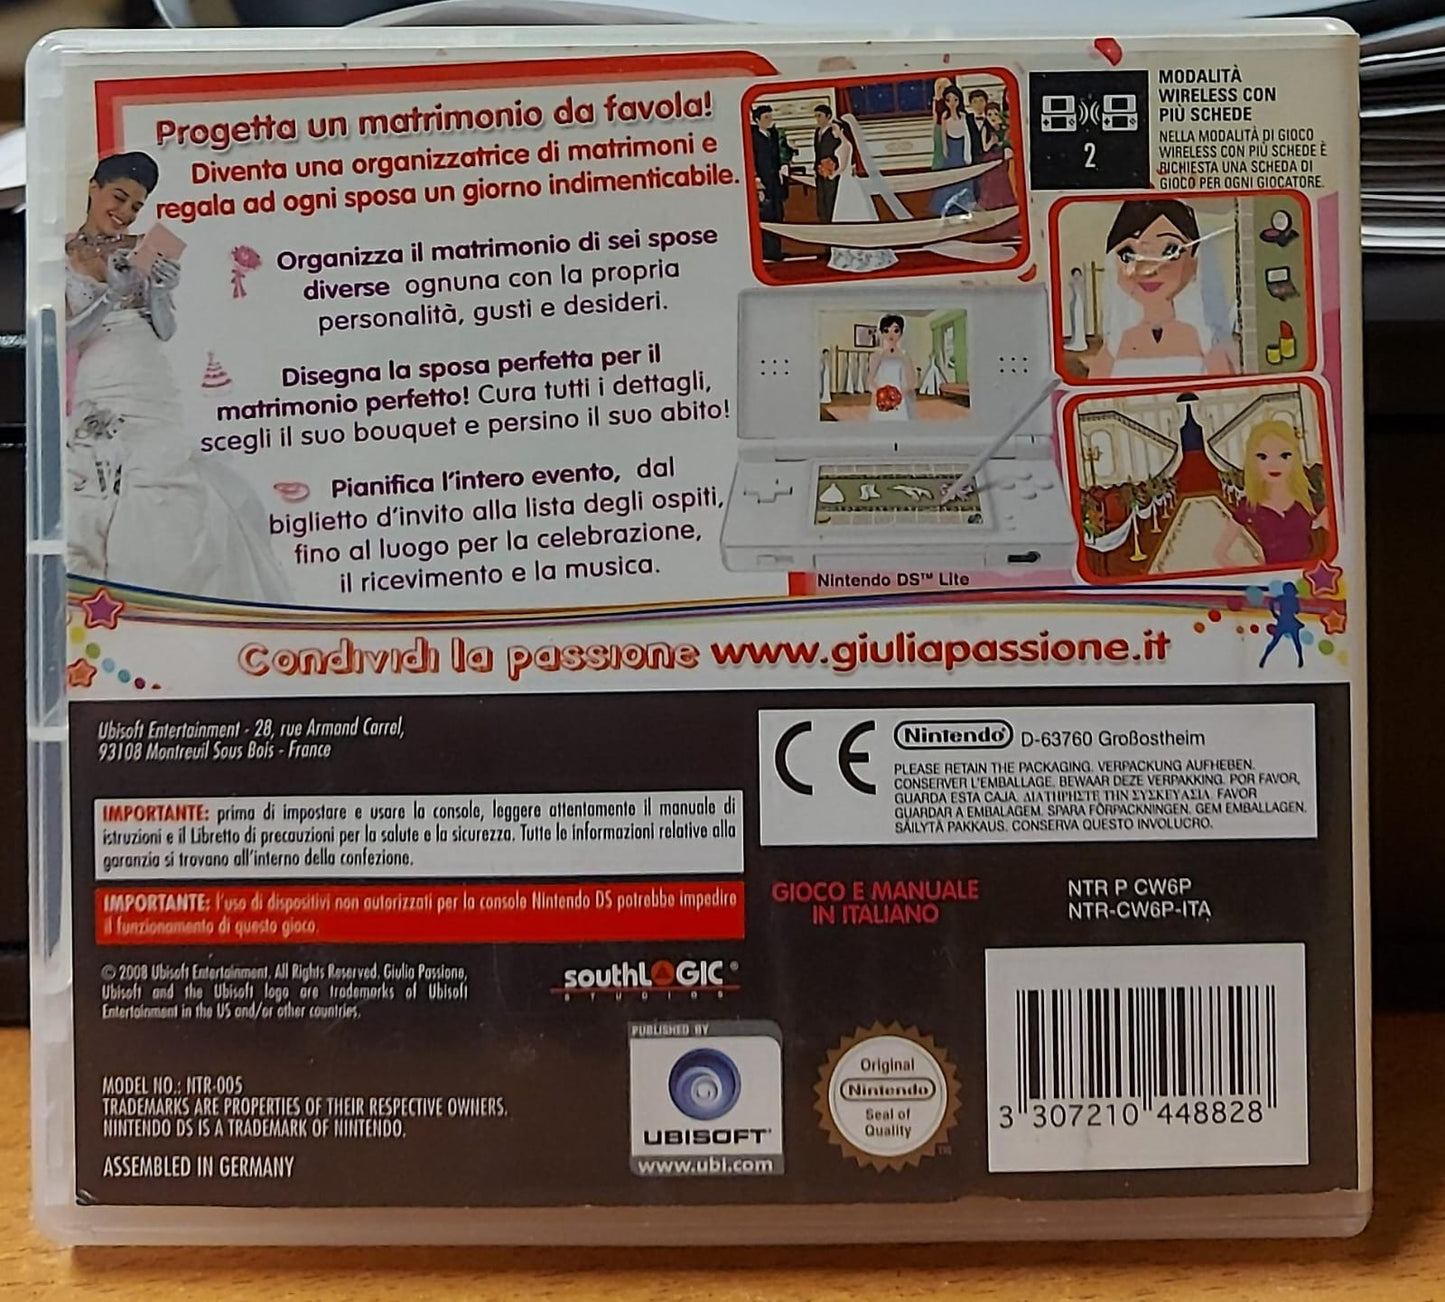 Progetta un matrimonio da favola!
Diventa una organizzatrice di matrimoni e
regala ad ogni sposa un giorno indimenticabile.
Organizza il matrimonio di sei spose
diverse ognuna con la propria
personalità, gusti e desideri.
Disegna la sposa perfetta per il
matrimonio perfetto! Cura tutti i dettagli,
scegli il suo bouquet e persino il suo abito!
Pianifica l'intero evento, dal
biglietto d'invito alla lista degli ospiti,
fino al luogo per la celebrazione,
il ricevimento e la musica.
2
MODALITÀ
WIRELESS CON
PIÙ SCHEDE
NELLA MODALITÀ DI GIOCO
WIRELESS CON PIÙ SCHEDE È
RICHIESTA UNA SCHEDA DI
GIOCO PER OGNI GIOCATORE.
Nintendo DS™ Lite
Condividi la passione www.giuliapassione.it
Ubisoft Entertainment - 28, rue Armand Carrel,
93108 Montreuil Sous Bois - France
IMPORTANTE: prima di impostare e usare la console, leggere attentamente il manuale di
istruzioni e il Libretto di precauzioni per la salute e la sicurezza. Tutte le informazioni relative alla
garanzia si trovano all'interno della confezione.
IMPORTANTE: l'uso di dispositivi non autorizzati per la console Nintendo DS potrebbe impedire
il funzionamento di questo gioco.
© 2008 Ubisoft Entertainment. All Rights Reserved. Giulia Passione,
Ubisoft and the Ubisoft logo are trademarks of Ubisoft
Entertainment in the US and/or other countries.
MODEL NO.: NTR-005
TRADEMARKS ARE PROPERTIES OF THEIR RESPECTIVE OWNERS.
NINTENDO DS IS A TRADEMARK OF NINTENDO.
ASSEMBLED IN GERMANY
CE
Nintendo® D-63760 Großostheim
PLEASE RETAIN THE PACKAGING. VERPACKUNG AUFHEBEN.
CONSERVER L'EMBALLAGE. BEWAAR DEZE VERPAKKING. POR FAVOR,
GUARDA ESTA CAJA. ΔΙΑΤΗΡΗΣΤΕ ΤΗΝ ΣΥΣΚΕΥΑΣΙΑ. FAVOR
GUARDAR A EMBALAGEM. SPARA FÖRPACKNINGEN. GEM EMBALLAGEN.
SÄILYTÄ PAKKAUS. CONSERVA QUESTO INVOLUCRO.
GIOCO E MANUALE
IN ITALIANO
NTR P CW6P
NTR-CW6P-ITA
southLOGIC®
STUDIOS
PUBLISHED BY
UBISOFT
www.ubi.com
Original
Nintendo
Seal of
Quality
TM
3 307210 448828